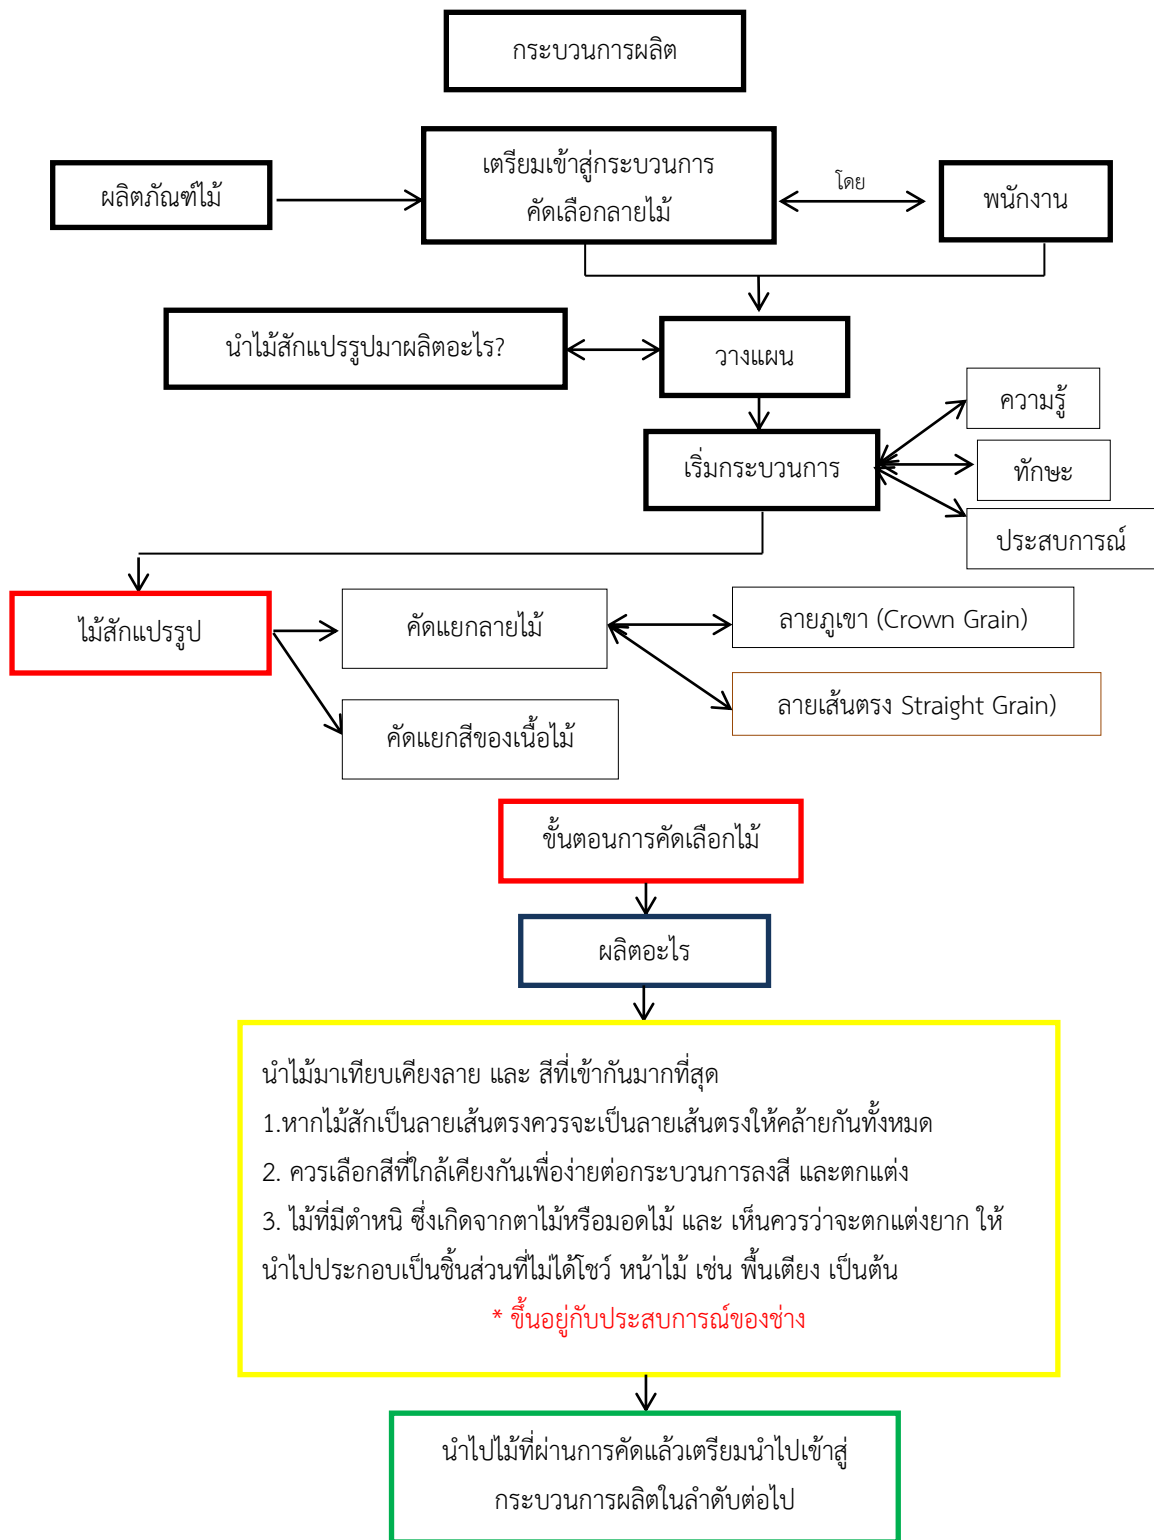 กระบวนการผลิต
เตรียมเข้าสู่กระบวนการ
คัดเลือกลายไม้
ผลิตภัณฑ์ไม้
โดย
พนักงาน
นำไม้สักแปรรูปมาผลิตอะไร?
วางแผน
ความรู้
เริ่มกระบวนการ
ทักษะ
ประสบการณ์
ไม้สักแปรรูป
คัดแยกลายไม้
ลายภูเขา (Crown Grain)
ลายเส้นตรง Straight Grain)
คัดแยกสีของเนื้อไม้
ขั้นตอนการคัดเลือกไม้
ผลิตอะไร
นำไม้มาเทียบเคียงลาย และ สีที่เข้ากันมากที่สุด
1.หากไม้สักเป็นลายเส้นตรงควรจะเป็นลายเส้นตรงให้คล้ายกันทั้งหมด
2. ควรเลือกสีที่ใกล้เคียงกันเพื่อง่ายต่อกระบวนการลงสี และตกแต่ง
3. ไม้ที่มีตำหนิ ซึ่งเกิดจากตาไม้หรือมอดไม้ และ เห็นควรว่าจะตกแต่งยาก ให้
นำไปประกอบเป็นชิ้นส่วนที่ไม่ได้โชว์ หน้าไม้ เช่น พื้นเตียง เป็นต้น
* ขึ้นอยู่กับประสบการณ์ของช่าง
นำไปไม้ที่ผ่านการคัดแล้วเตรียมนำไปเข้าสู่
กระบวนการผลิตในลำดับต่อไป